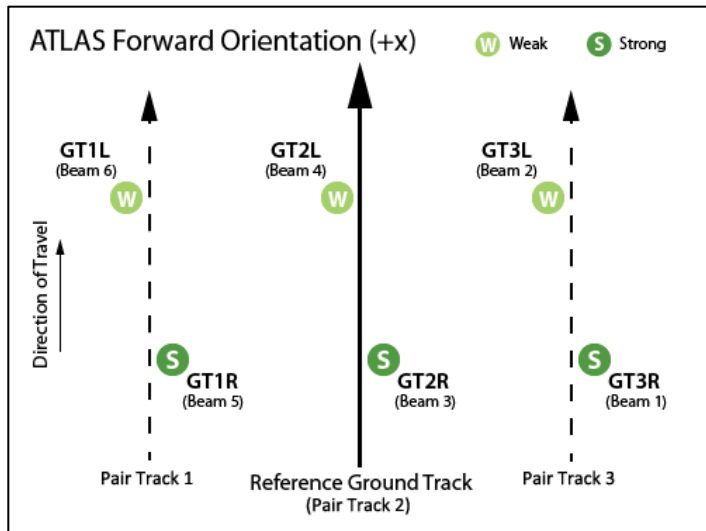 ATLAS Forward Orientation (+x)
W Weak
S Strong
GT1L
(Beam 6)
W
GT2L
(Beam 4)
W
GT3L
(Beam 2)
W
Direction of Travel
S
GT1R
(Beam 5)
S
GT2R
(Beam 3)
S
GT3R
(Beam 1)
Pair Track 1
Reference Ground Track
(Pair Track 2)
Pair Track 3